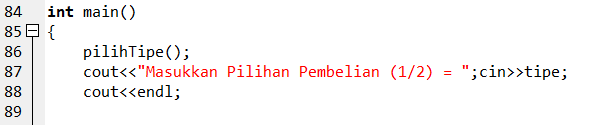 84 int main()
85 {
86 pilihTipe();
87 cout<<"Masukkan Pilihan Pembelian (1/2) = ";cin>>tipe;
88 cout<<endl;
89